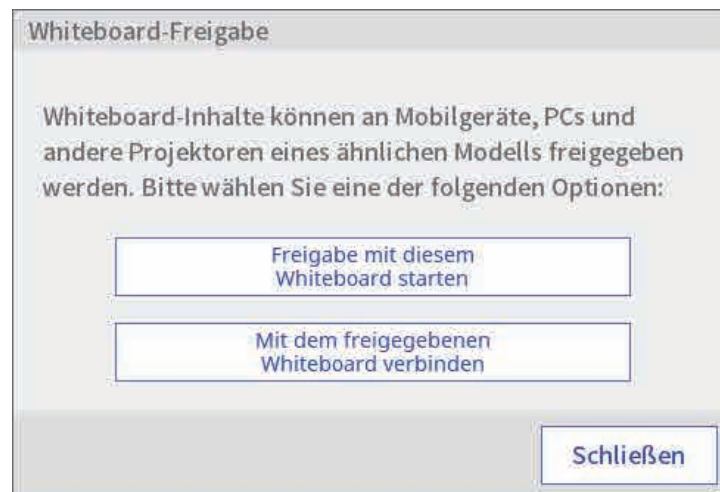 Whiteboard-Freigabe
Whiteboard-Inhalte können an Mobilgeräte, PCs und
andere Projektoren eines ähnlichen Modells freigegeben
werden. Bitte wählen Sie eine der folgenden Optionen:
Freigabe mit diesem
Whiteboard starten
Mit dem freigegebenen
Whiteboard verbinden
Schließen